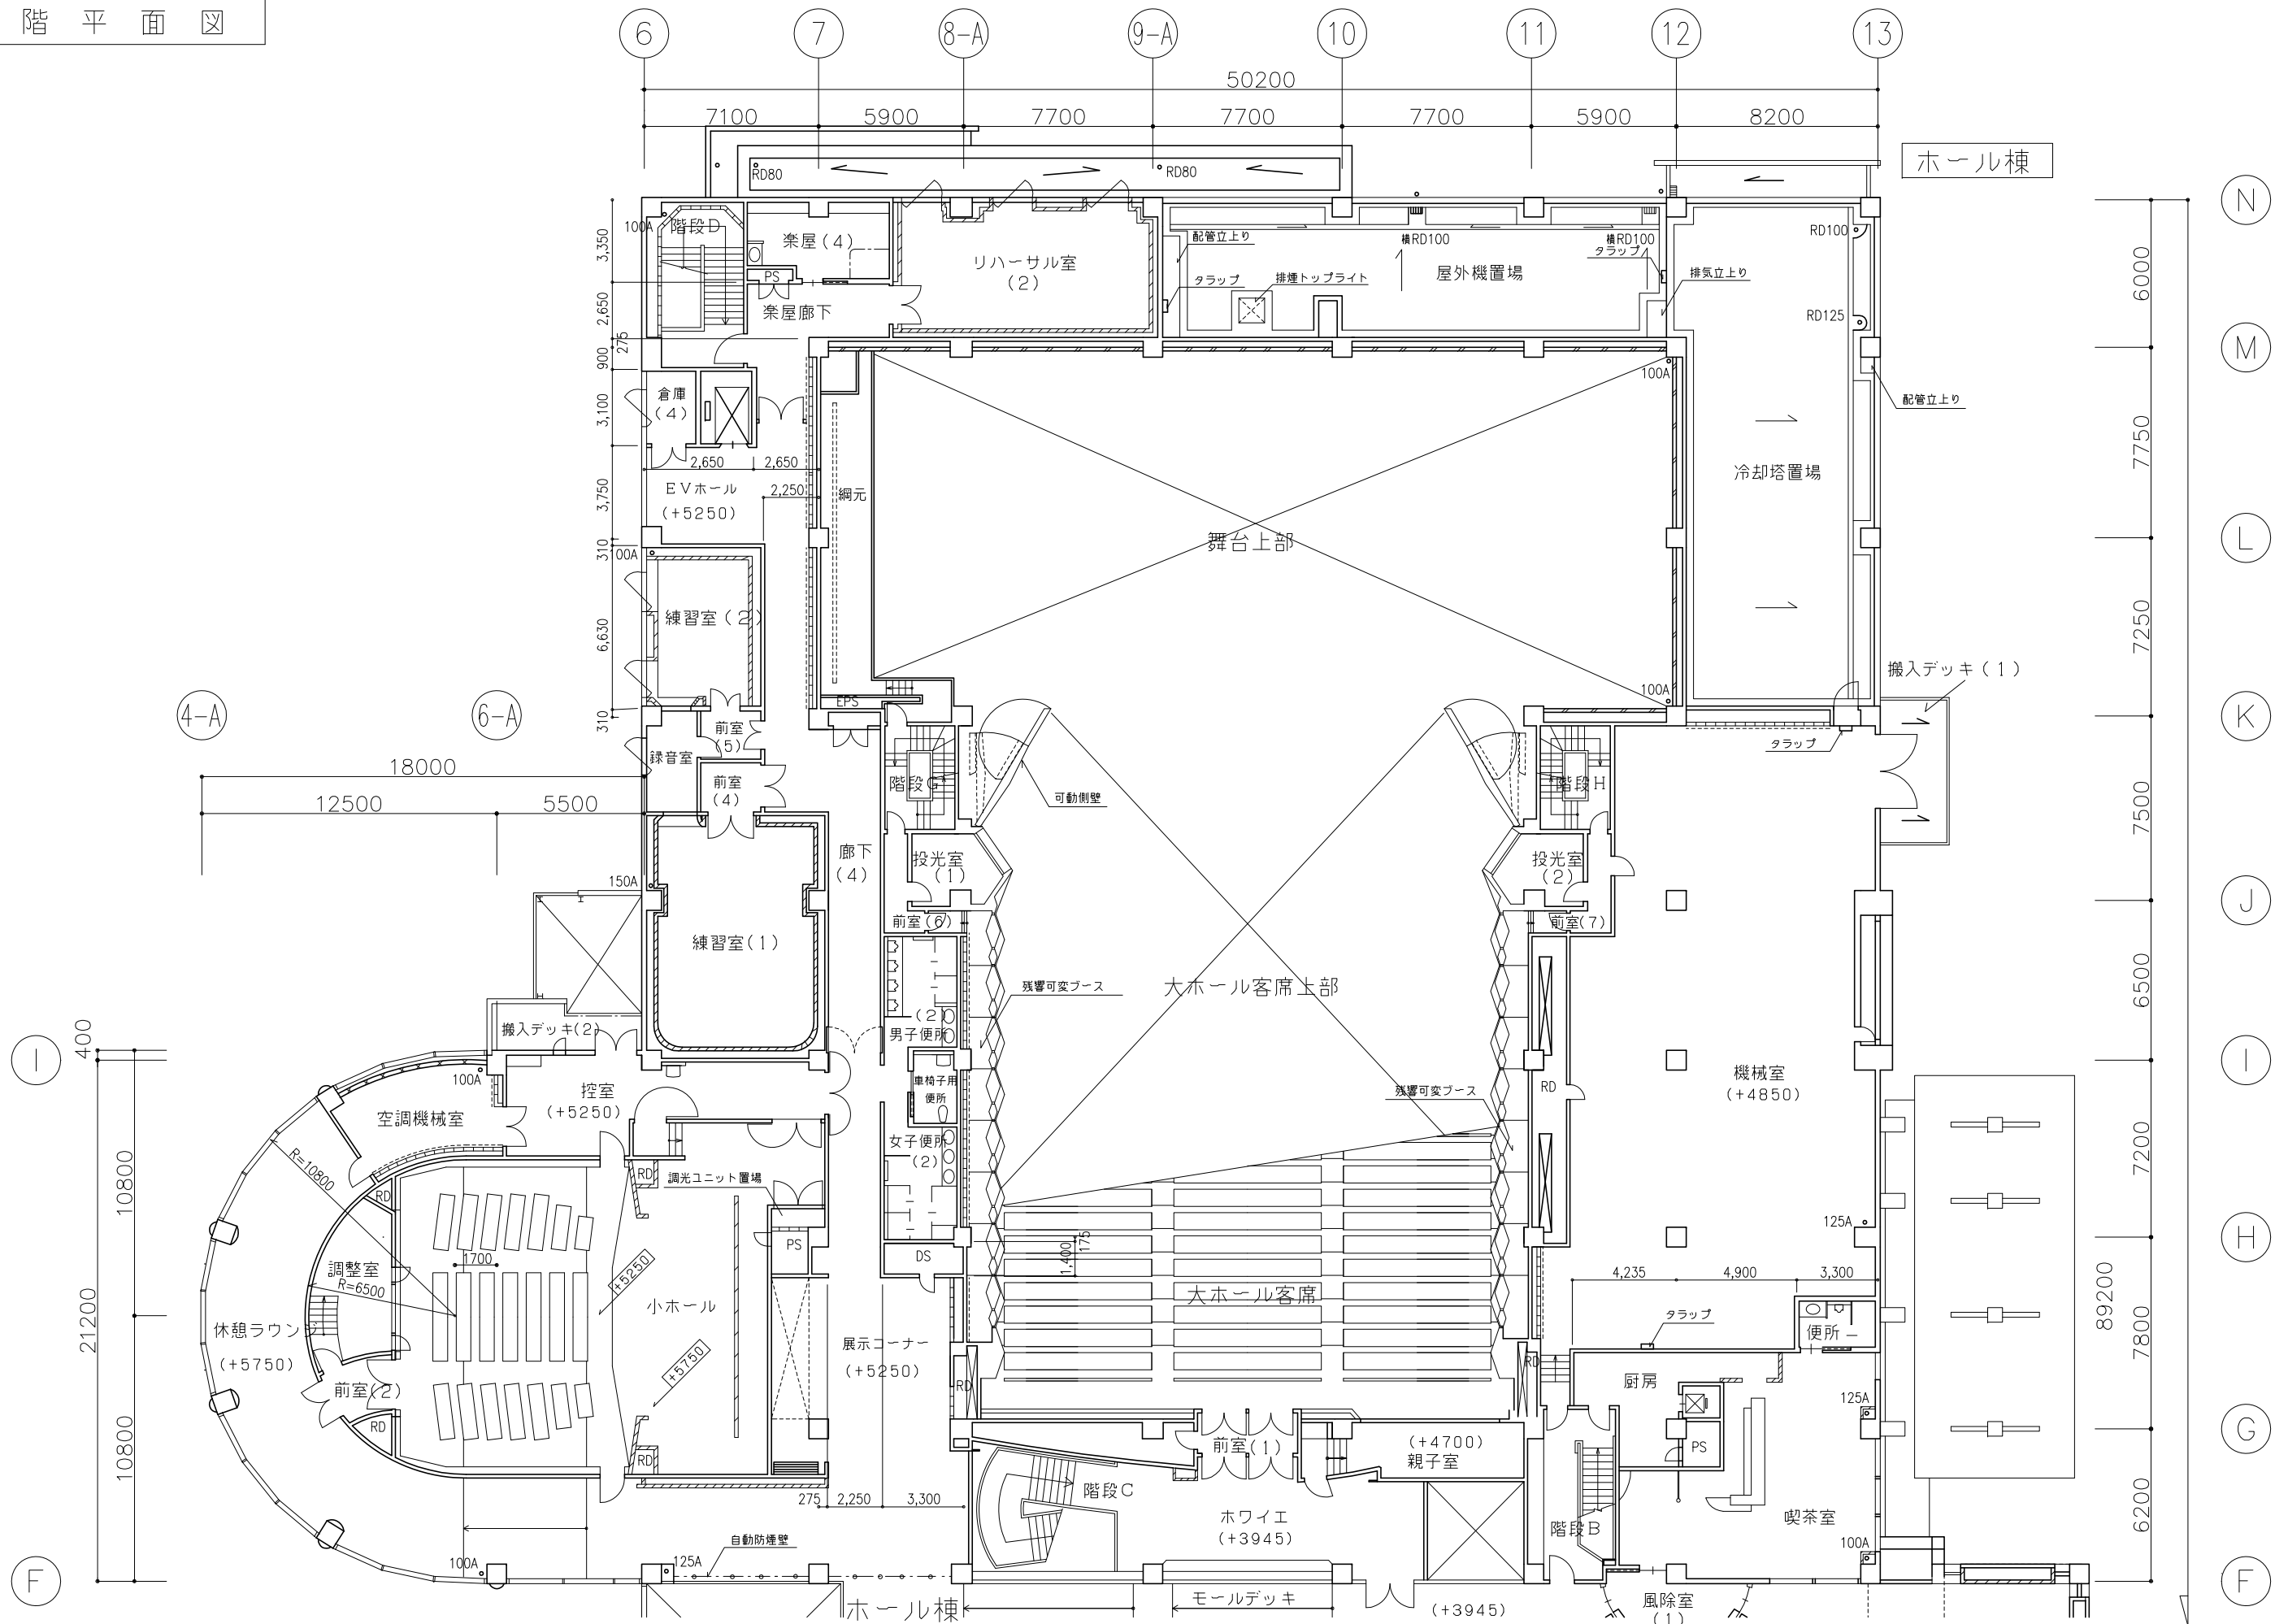 階 平 面 図
6 7 8-A 9-A 10 11 12 13
50200
7100 5900 7700 7700 7700 5900 8200
ホール棟
RD80
RD80
N
M
L
K
J
I
H
G
F
6000
7750
7250
7500
6500
7200
7800
6200
89200
3,350
2,650
275
900
3,100
3,750
310
6,630
310
100A
階段D
楽屋(4)
PS
楽屋廊下
リハーサル室
(2)
配管立上り
タラップ
排煙トップライト
横RD100
屋外機置場
横RD100
タラップ
排気立上り
RD100
RD125
配管立上り
倉庫
(4)
2,650 2,650
EVホール
(+5250)
2,250
綱元
100A
冷却塔置場
舞台上部
100A
練習室(2)
100A
搬入デッキ(1)
EPS
タラップ
4-A 6-A
18000
12500 5500
前室
(5)
録音室
前室
(4)
階段G
可動側壁
階段H
廊下
(4)
投光室
(1)
投光室
(2)
150A
前室(6)
前室(7)
練習室(1)
残響可変ブース
大ホール客席上部
(2)
男子便所
搬入デッキ(2)
I
400
21200
10800
10800
F
100A
控室
(+5250)
空調機械室
車椅子用
便所
残響可変ブース
RD
機械室
(+4850)
女子便所
(2)
R=10800
RD
RD
調光ユニット置場
125A
PS
DS
1700
調整室
R=6500
+5250
小ホール
+5750
1,400
175
大ホール客席
4,235 4,900 3,300
タラップ
便所
休憩ラウンジ
(+5750)
展示コーナー
(+5250)
前室(2)
RD
RD
RD
RD
厨房
125A
PS
前室(1)
(+4700)
親子室
階段C
275 2,250 3,300
ホワイエ
(+3945)
階段B
喫茶室
100A
自動防煙壁
100A
125A
ホール棟
モールデッキ
(+3945)
風除室
(1)